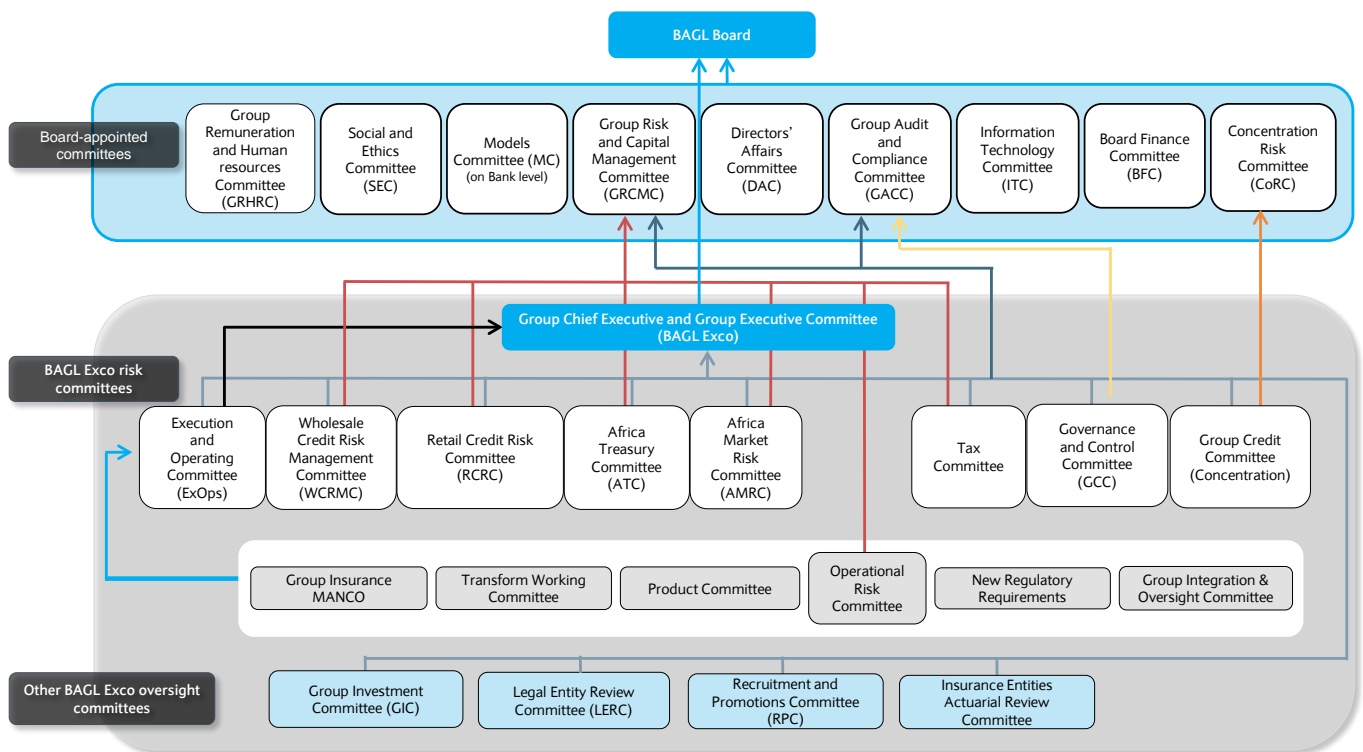 BAGL Board
Board-appointed
committees
Group
Remuneration
and Human
resources
Committee
(GRHRC)
Social and
Ethics
Committee
(SEC)
Models
Committee (MC)
(on Bank level)
Group Risk
and Capital
Management
Committee
(GRCMC)
Directors’
Affairs
Committee
(DAC)
Group Audit
and
Compliance
Committee
(GACC)
Information
Technology
Committee
(ITC)
Board Finance
Committee
(BFC)
Concentration
Risk
Committee
(CoRC)
Group Chief Executive and Group Executive Committee
(BAGL Exco)
BAGL Exco risk
committees
Execution
and
Operating
Committee
(ExOps)
Wholesale
Credit Risk
Management
Committee
(WCRMC)
Retail Credit Risk
Committee
(RCRC)
Africa
Treasury
Committee
(ATC)
Africa
Market
Risk
Committee
(AMRC)
Tax
Committee
Governance
and Control
Committee
(GCC)
Group Credit
Committee
(Concentration)
Group Insurance
MANCO
Transform Working
Committee
Product Committee
Operational
Risk
Committee
New Regulatory
Requirements
Group Integration &
Oversight Committee
Other BAGL Exco oversight
committees
Group Investment
Committee (GIC)
Legal Entity Review
Committee (LERC)
Recruitment and
Promotions Committee
(RPC)
Insurance Entities
Actuarial Review
Committee